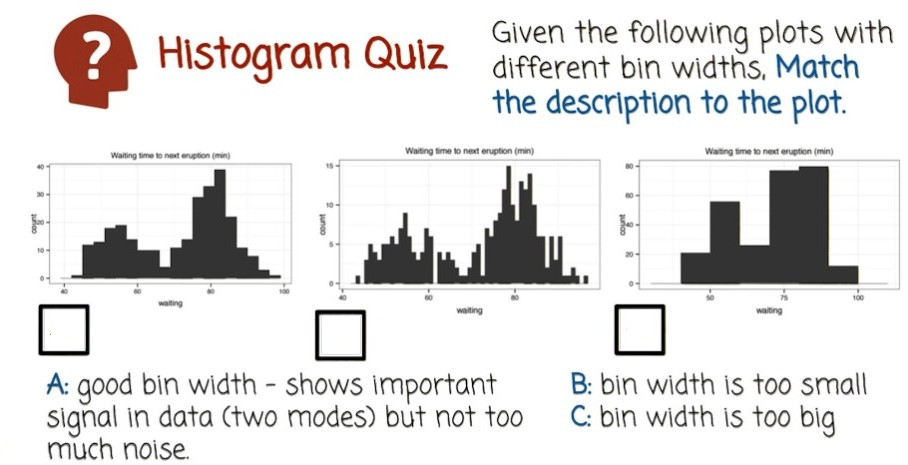 ?
Histogram Quiz
Given the following plots with
different bin widths, Match
the description to the plot.
Waiting time to next eruption (min)
40
30
20
10
0
count
40
60
80
100
waiting
Waiting time to next eruption (min)
15
10
5
0
count
40
60
80
waiting
Waiting time to next eruption (min)
80
60
40
20
0
count
50
75
100
waiting
A: good bin width - shows important
signal in data (two modes) but not too
much noise.
B: bin width is too small
C: bin width is too big